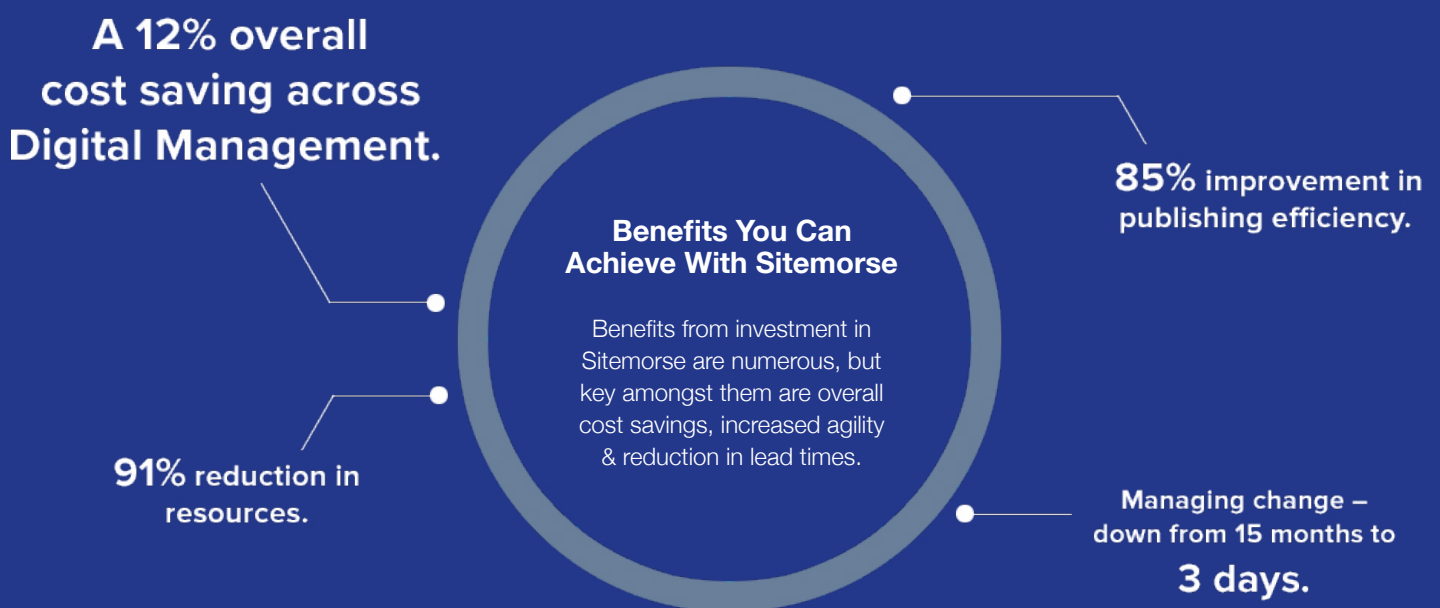 A 12% overall
cost saving across
Digital Management.
85% improvement in
publishing efficiency.
Benefits You Can
Achieve With Sitemorse
Benefits from investment in
Sitemorse are numerous, but
key amongst them are overall
cost savings, increased agility
& reduction in lead times.
91% reduction in
resources.
Managing change –
down from 15 months to
3 days.